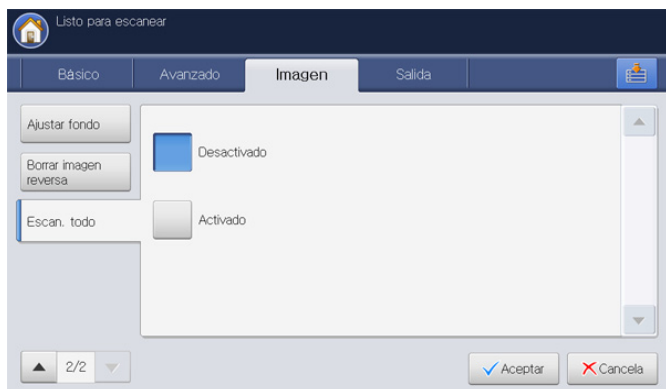 Listo para escanear
Básico
Avanzado
Imagen
Salida
Ajustar fondo
Borrar imagen
reversa
Escan. todo
Desactivado
Activado
2/2
Aceptar
Cancela